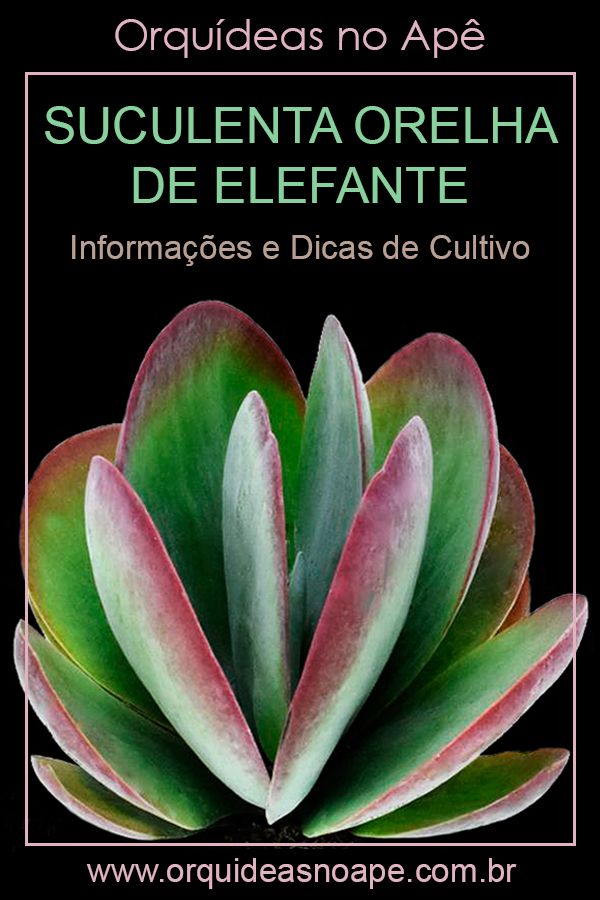 Orquídeas no Apê
SUCULENTA ORELHA
DE ELEFANTE
Informações e Dicas de Cultivo
www.orquideasnoape.com.br